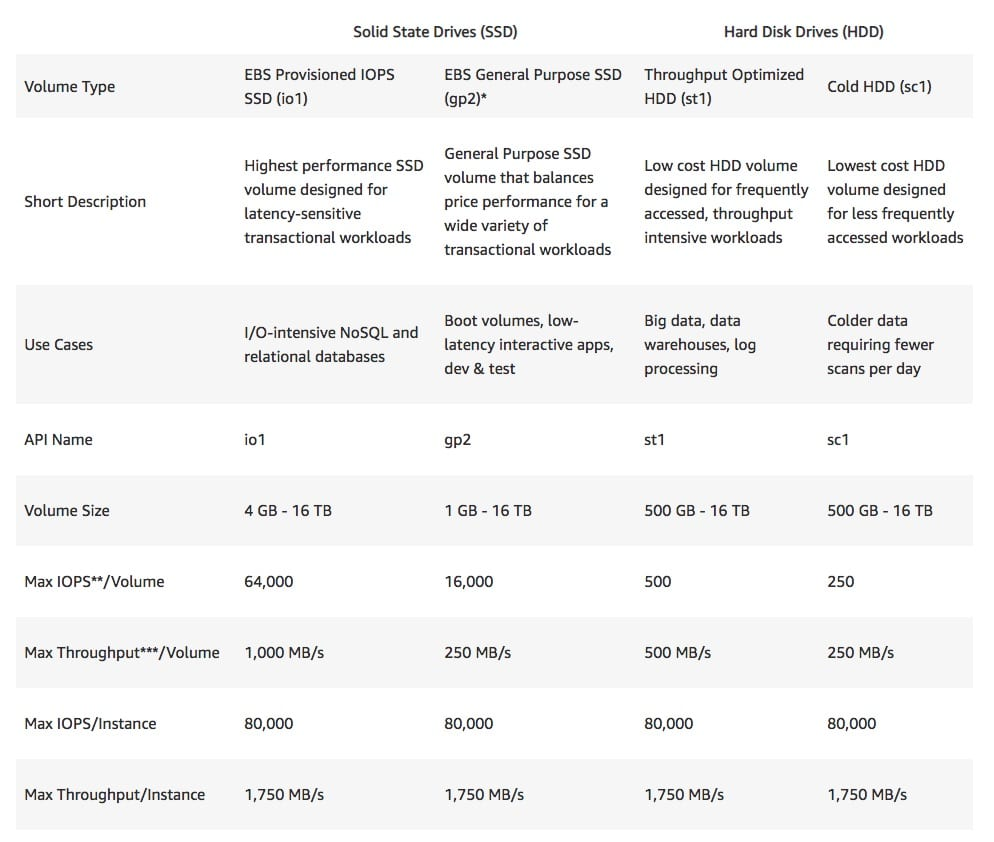 Solid State Drives (SSD) Hard Disk Drives (HDD)
Volume Type
EBS Provisioned IOPS
SSD (io1)
EBS General Purpose SSD
(gp2)*
Throughput Optimized
HDD (st1)
Cold HDD (sc1)
Short Description
Highest performance SSD
volume designed for
latency-sensitive
transactional workloads
General Purpose SSD
volume that balances
price performance for a
wide variety of
transactional workloads
Low cost HDD volume
designed for frequently
accessed, throughput
intensive workloads
Lowest cost HDD
volume designed
for less frequently
accessed workloads
Use Cases
I/O-intensive NoSQL and
relational databases
Boot volumes, low-
latency interactive apps,
dev & test
Big data, data
warehouses, log
processing
Colder data
requiring fewer
scans per day
API Name io1 gp2 st1 sc1
Volume Size 4 GB - 16 TB 1 GB - 16 TB 500 GB - 16 TB 500 GB - 16 TB
Max IOPS**/Volume 64,000 16,000 500 250
Max Throughput***/Volume 1,000 MB/s 250 MB/s 500 MB/s 250 MB/s
Max IOPS/Instance 80,000 80,000 80,000 80,000
Max Throughput/Instance 1,750 MB/s 1,750 MB/s 1,750 MB/s 1,750 MB/s